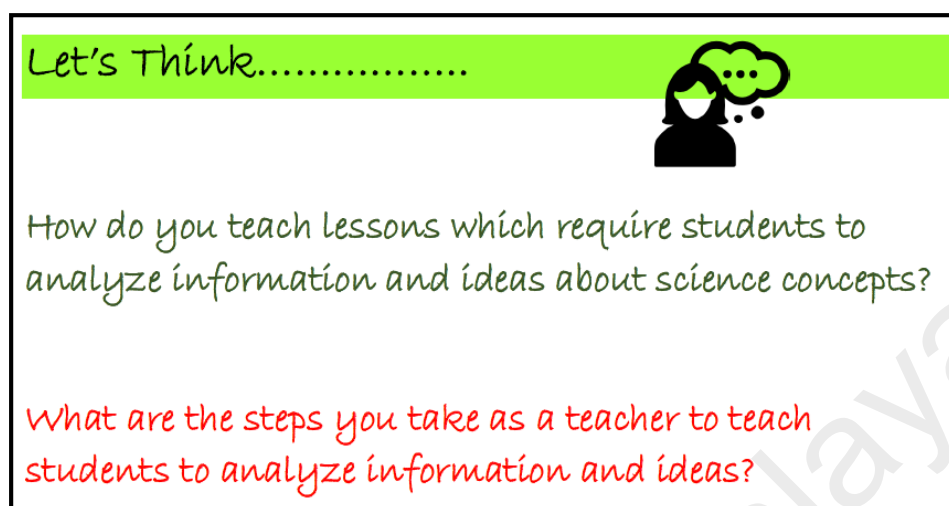 Let's Think.................
How do you teach lessons which require students to
analyze information and ideas about science concepts?
What are the steps you take as a teacher to teach
students to analyze information and ideas?